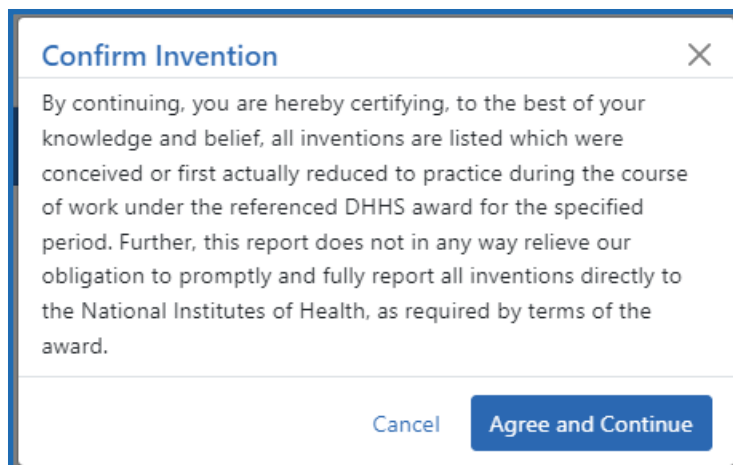 Confirm Invention
By continuing, you are hereby certifying, to the best of your
knowledge and belief, all inventions are listed which were
conceived or first actually reduced to practice during the course
of work under the referenced DHHS award for the specified
period. Further, this report does not in any way relieve our
obligation to promptly and fully report all inventions directly to
the National Institutes of Health, as required by terms of the
award.
Cancel Agree and Continue